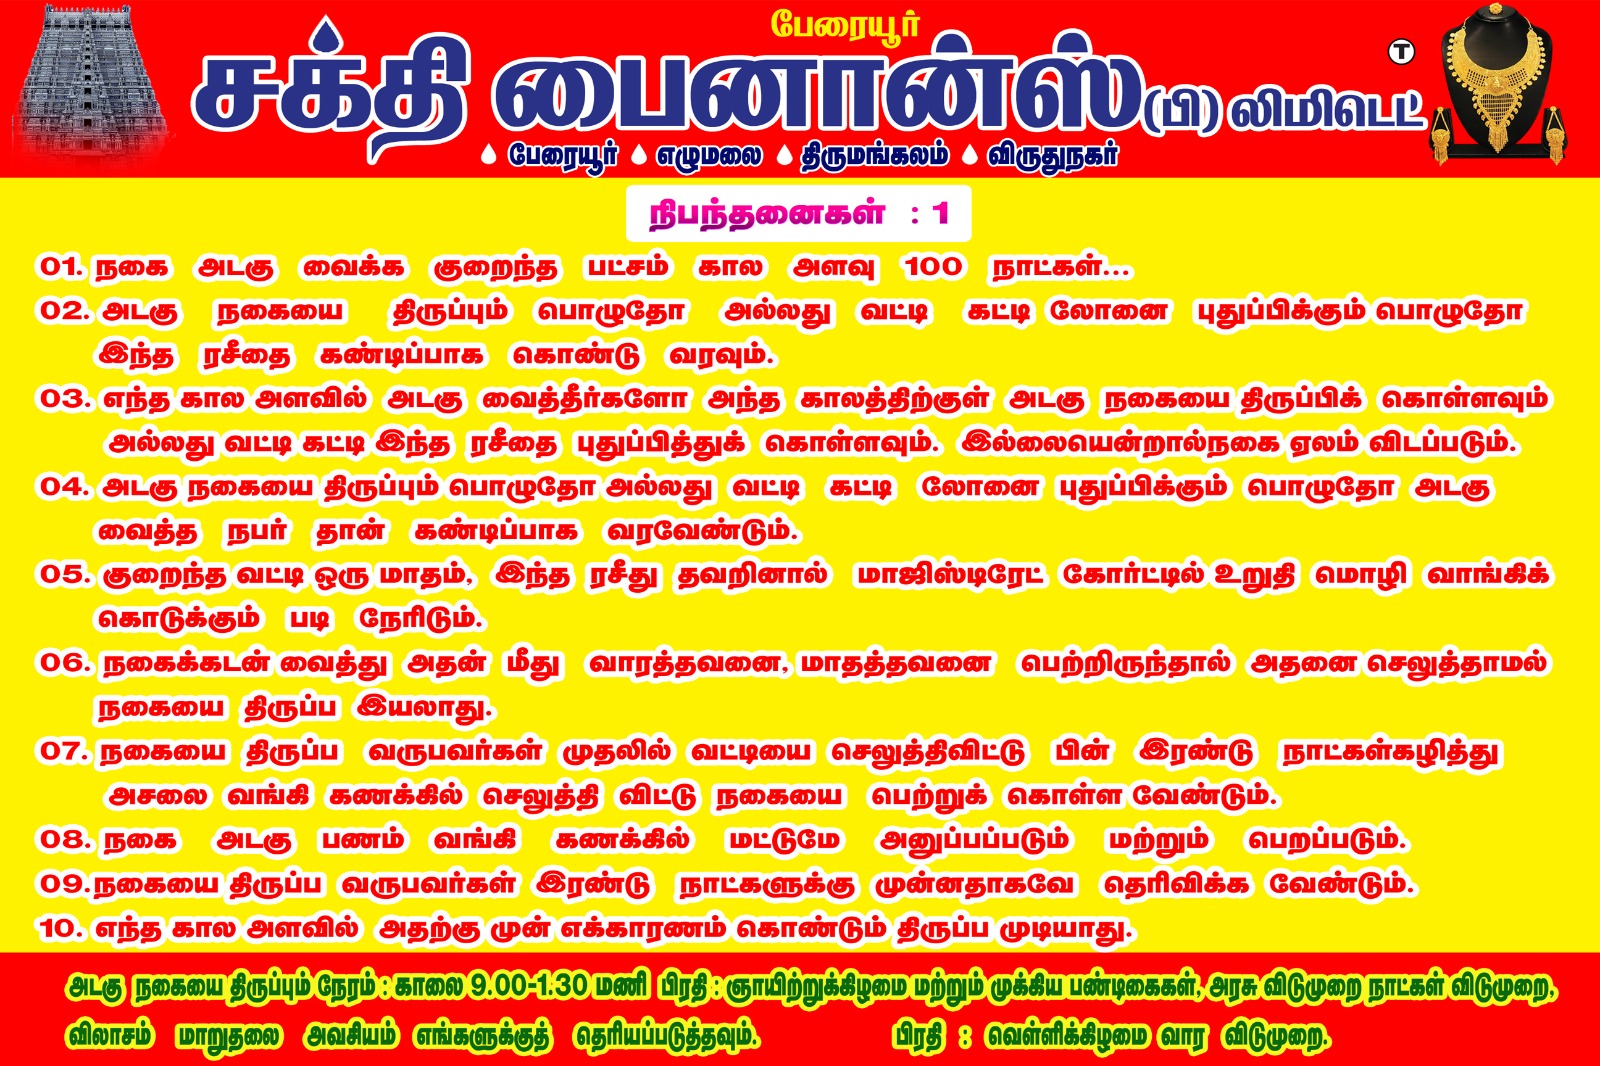 பேரையூர்
சக்தி பைனான்ஸ் (பி) லிமிடெட்
T
பேரையூர் எழுமலை திருமங்கலம் விருதுநகர்
நிபந்தனைகள் : 1
01. நகை அடகு வைக்க குறைந்த பட்சம் கால அளவு 100 நாட்கள்...
02. அடகு நகையை திருப்பும் பொழுதோ அல்லது வட்டி கட்டி லோனை புதுப்பிக்கும் பொழுதோ
இந்த ரசீதை கண்டிப்பாக கொண்டு வரவும்.
03. எந்த கால அளவில் அடகு வைத்தீர்களோ அந்த காலத்திற்குள் அடகு நகையை திருப்பிக் கொள்ளவும்
அல்லது வட்டி கட்டி இந்த ரசீதை புதுப்பித்துக் கொள்ளவும். இல்லையென்றால்நகை ஏலம் விடப்படும்.
04. அடகு நகையை திருப்பும் பொழுதோ அல்லது வட்டி கட்டி லோனை புதுப்பிக்கும் பொழுதோ அடகு
வைத்த நபர் தான் கண்டிப்பாக வரவேண்டும்.
05. குறைந்த வட்டி ஒரு மாதம், இந்த ரசீது தவறினால் மாஜிஸ்டிரேட் கோர்ட்டில் உறுதி மொழி வாங்கிக்
கொடுக்கும் படி நேரிடும்.
06. நகைக்கடன் வைத்து அதன் மீது வாரத்தவணை, மாதத்தவணை பெற்றிருந்தால் அதனை செலுத்தாமல்
நகையை திருப்ப இயலாது.
07. நகையை திருப்ப வருபவர்கள் முதலில் வட்டியை செலுத்திவிட்டு பின் இரண்டு நாட்கள்கழித்து
அசலை வங்கி கணக்கில் செலுத்தி விட்டு நகையை பெற்றுக் கொள்ள வேண்டும்.
08. நகை அடகு பணம் வங்கி கணக்கில் மட்டுமே அனுப்பப்படும் மற்றும் பெறப்படும்.
09.நகையை திருப்ப வருபவர்கள் இரண்டு நாட்களுக்கு முன்னதாகவே தெரிவிக்க வேண்டும்.
10. எந்த கால அளவில் அதற்கு முன் எக்காரணம் கொண்டும் திருப்ப முடியாது.
அடகு நகையை திருப்பும் நேரம் : காலை 9.00-1.30 மணி பிரதி : ஞாயிற்றுக்கிழமை மற்றும் முக்கிய பண்டிகைகள், அரசு விடுமுறை நாட்கள் விடுமுறை,
விலாசம் மாறுதலை அவசியம் எங்களுக்குத் தெரியப்படுத்தவும். பிரதி : வெள்ளிக்கிழமை வார விடுமுறை.